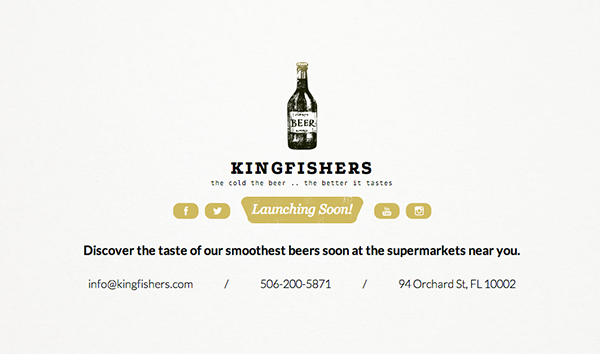 BEER
KINGFISHERS
the cold the beer .. the better it tastes
Launching Soon!
You
Discover the taste of our smoothest beers soon at the supermarkets near you.
info@kingfishers.com / 506-200-5871 / 94 Orchard St, FL 10002